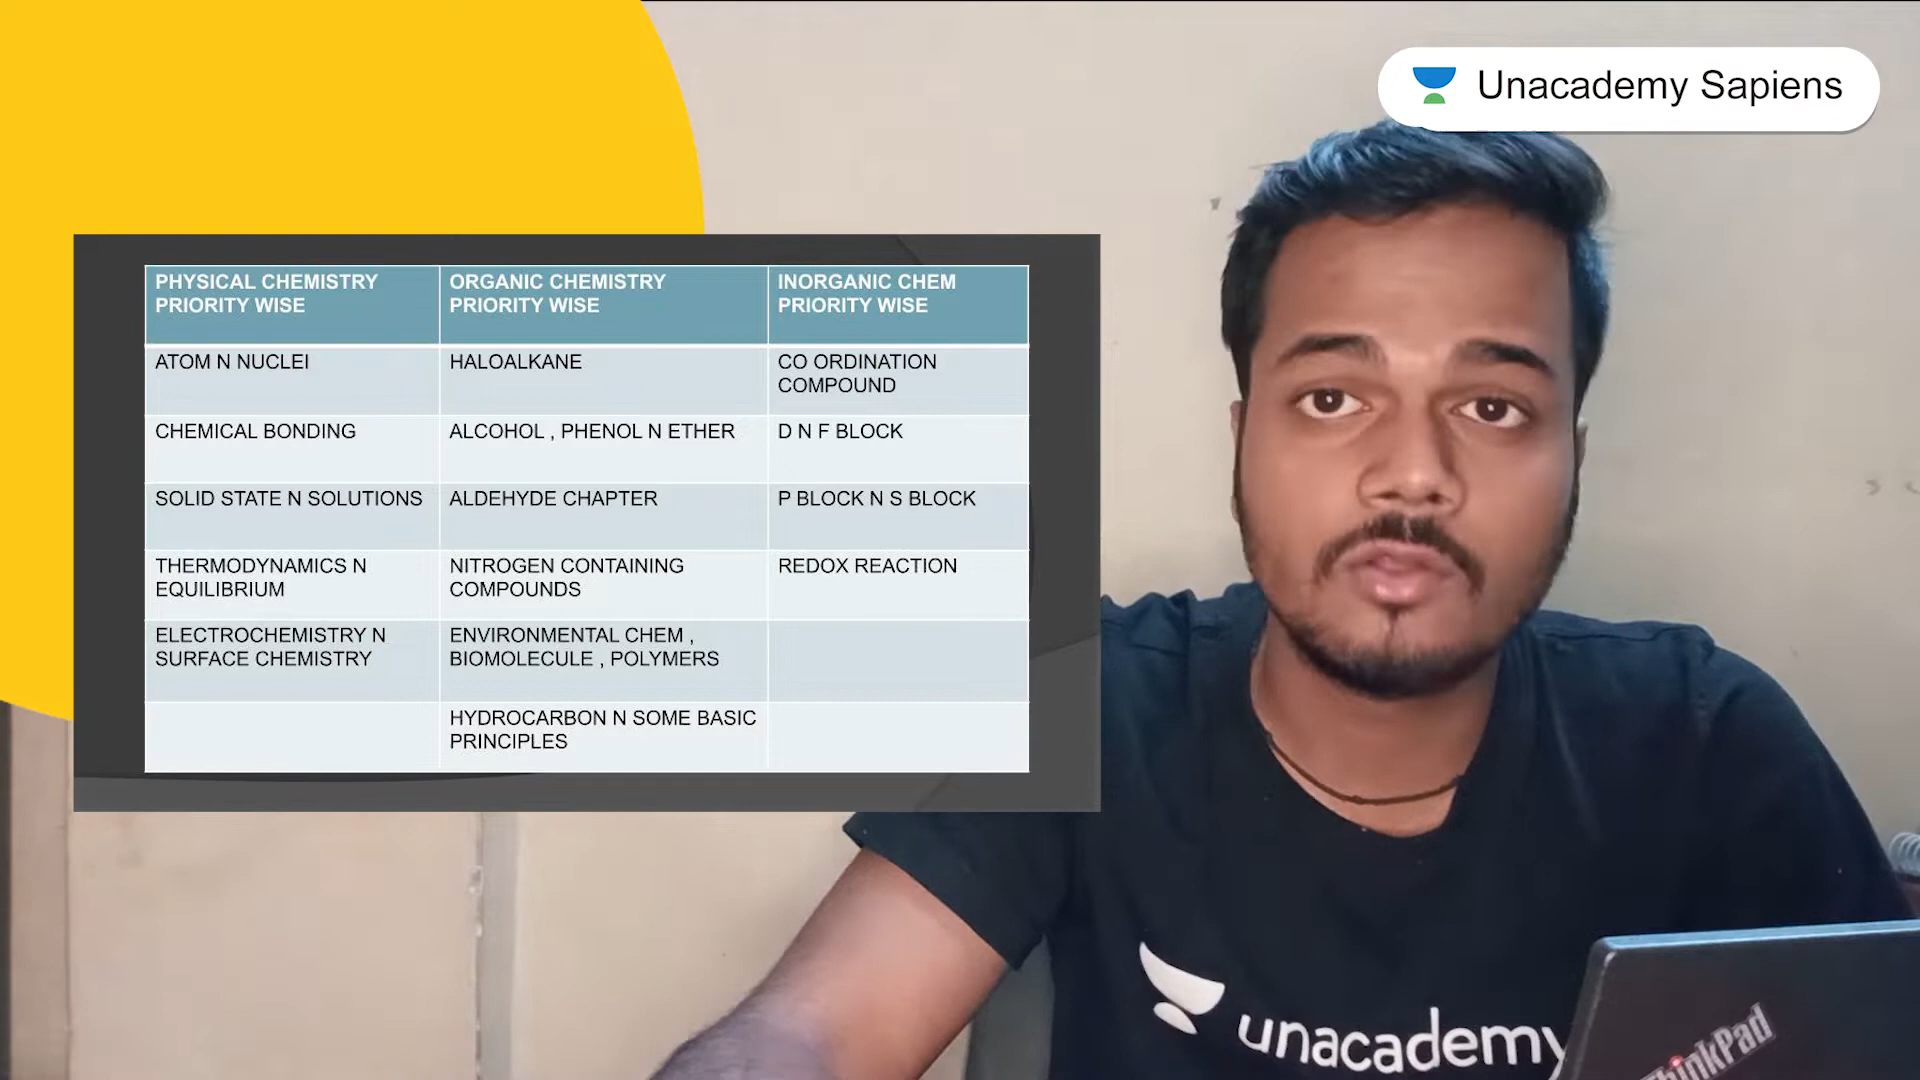 Unacademy Sapiens
PHYSICAL CHEMISTRY
PRIORITY WISE
ORGANIC CHEMISTRY
PRIORITY WISE
INORGANIC CHEM
PRIORITY WISE
ATOM N NUCLEI
HALOALKANE
CO ORDINATION
COMPOUND
CHEMICAL BONDING
ALCOHOL , PHENOL N ETHER
D N F BLOCK
SOLID STATE N SOLUTIONS
ALDEHYDE CHAPTER
P BLOCK N S BLOCK
THERMODYNAMICS N
EQUILIBRIUM
NITROGEN CONTAINING
COMPOUNDS
REDOX REACTION
ELECTROCHEMISTRY N
SURFACE CHEMISTRY
ENVIRONMENTAL CHEM ,
BIOMOLECULE , POLYMERS
HYDROCARBON N SOME BASIC
PRINCIPLES
unacademy
ThinkPad